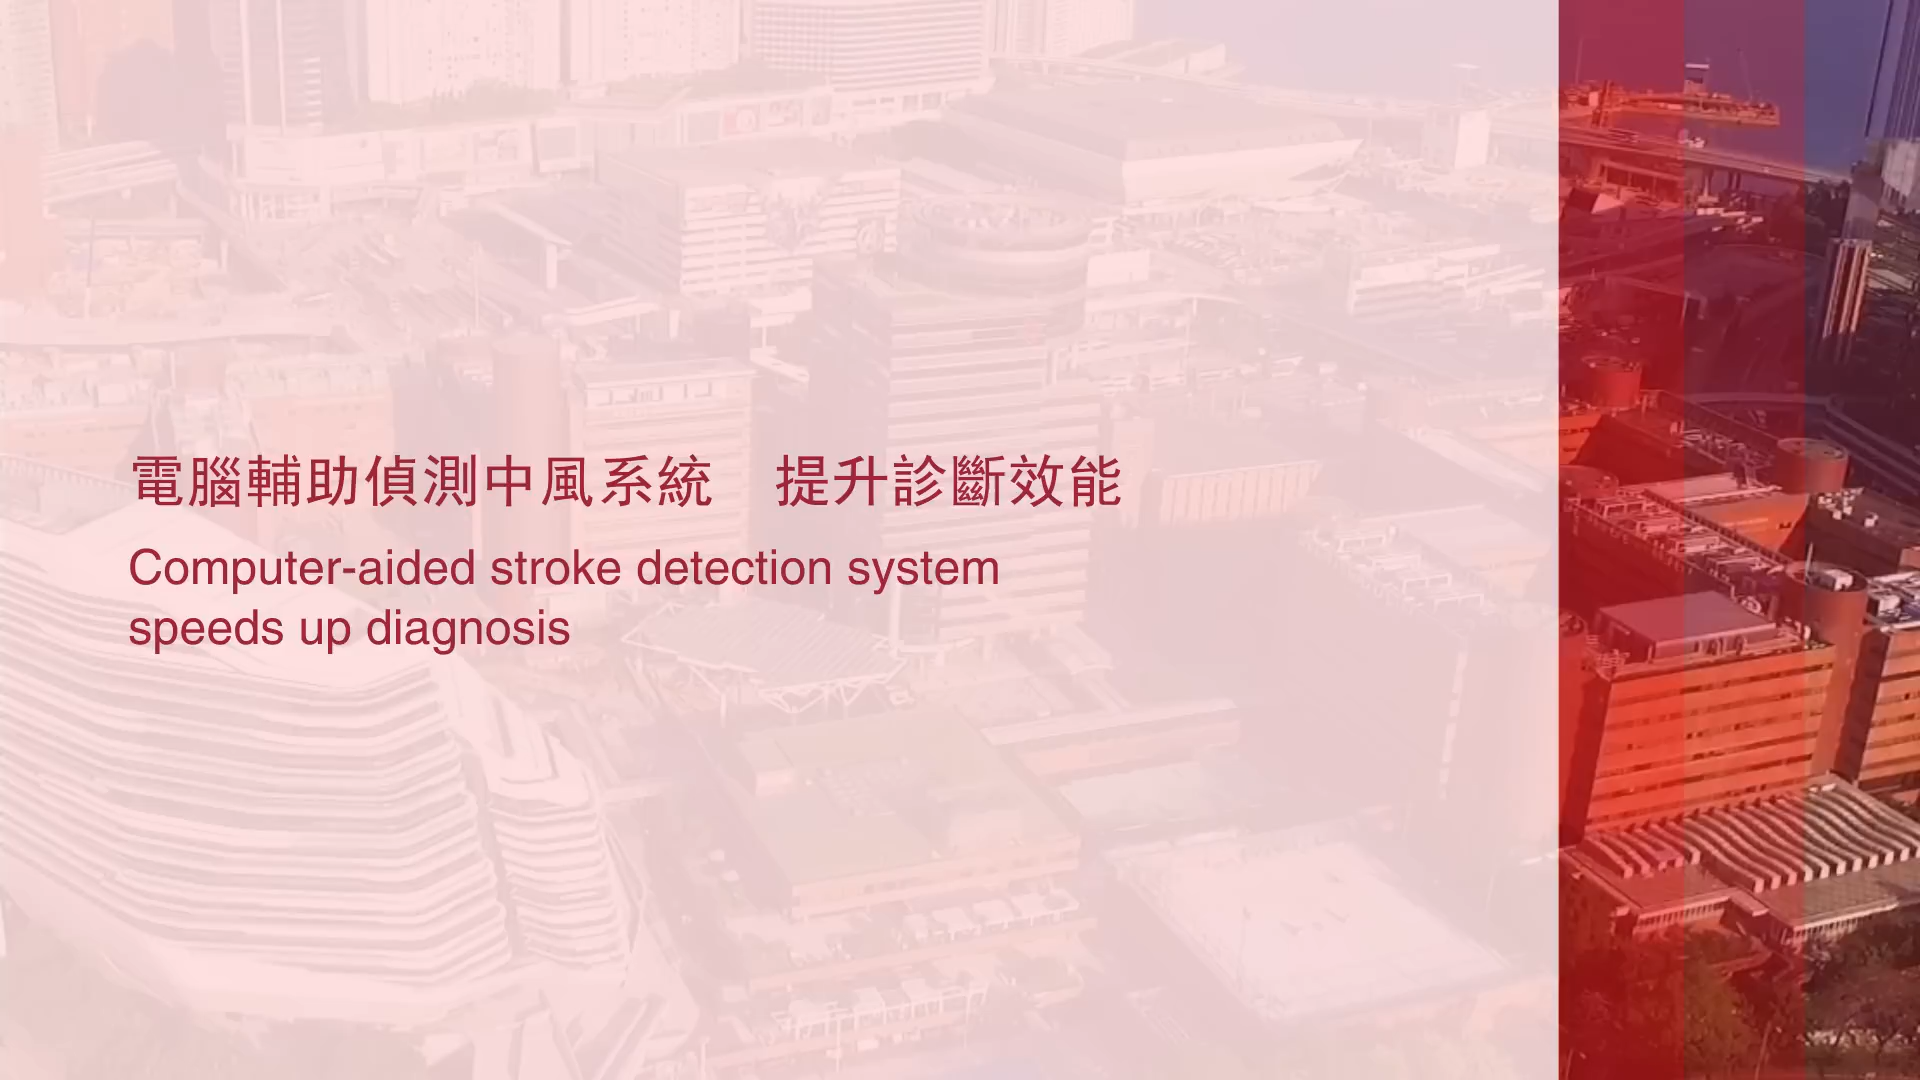 電腦輔助偵測中風系統　提升診斷效能
Computer-aided stroke detection system
speeds up diagnosis